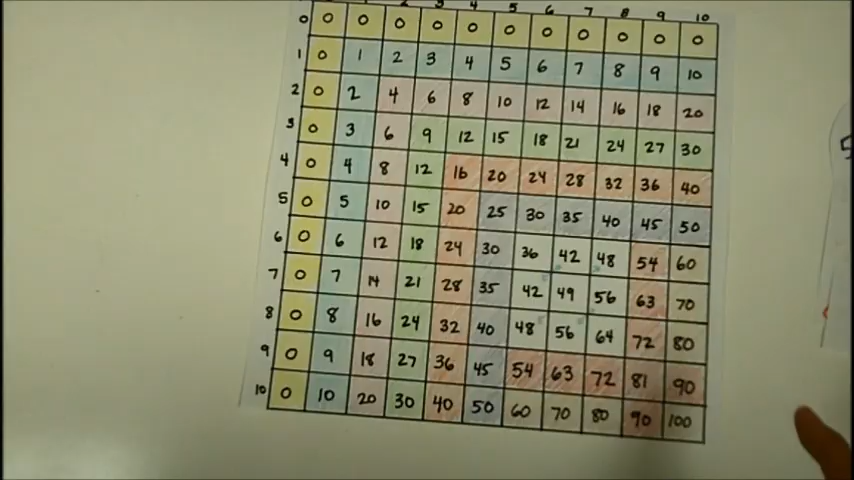 4 5 6 7 8 9 10
0 0 0 0 0 0 0 0 0 0 0 0
1 0 1 2 3 4 5 6 7 8 9 10
2 0 2 4 6 8 10 12 14 16 18 20
3 0 3 6 9 12 15 18 21 24 27 30
4 0 4 8 12 16 20 24 28 32 36 40
5 0 5 10 15 20 25 30 35 40 45 50
6 0 6 12 18 24 30 36 42 48 54 60
7 0 7 14 21 28 35 42 49 56 63 70
8 0 8 16 24 32 40 48 56 64 72 80
9 0 9 18 27 36 45 54 63 72 81 90
10 0 10 20 30 40 50 60 70 80 90 100